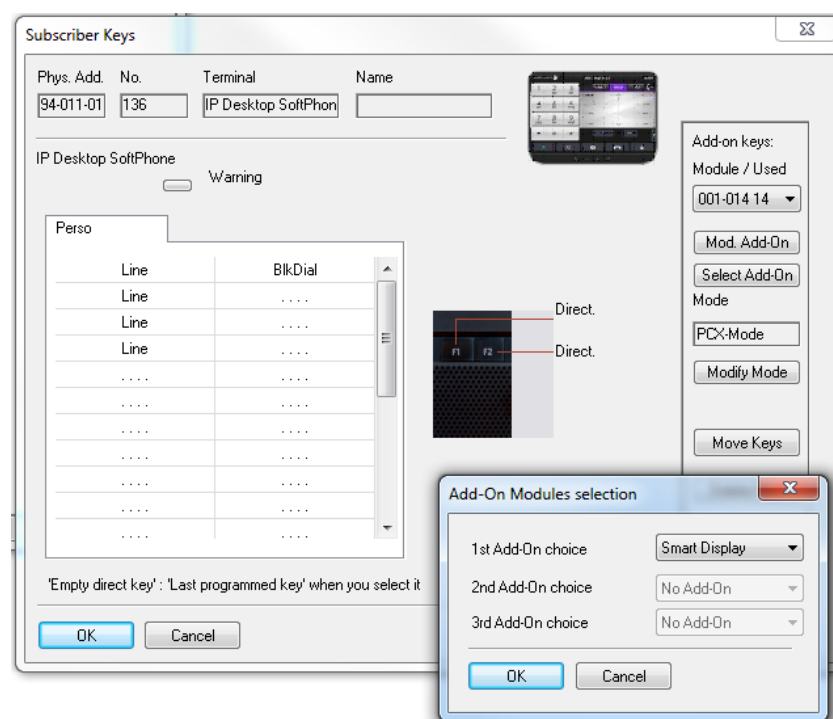 Subscriber Keys
Phys. Add. No. Terminal Name
94-011-01 136 IP Desktop SoftPhon
IP Desktop SoftPhone
Warning
Add-on keys:
Module / Used
001-014 14
Mod. Add-On
Select Add-On
Mode
PCX-Mode
Modify Mode
Move Keys
Perso
Line BlkDial
Line . . . .
Line . . . .
Line . . . .
. . . . . . . .
. . . . . . . .
. . . . . . . .
. . . . . . . .
. . . . . . . .
. . . . . . . .
. . . . . . . .
Direct.
F1 F2
Direct.
'Empty direct key' : 'Last programmed key' when you select it
OK Cancel
Add-On Modules selection
1st Add-On choice Smart Display
2nd Add-On choice No Add-On
3rd Add-On choice No Add-On
OK Cancel